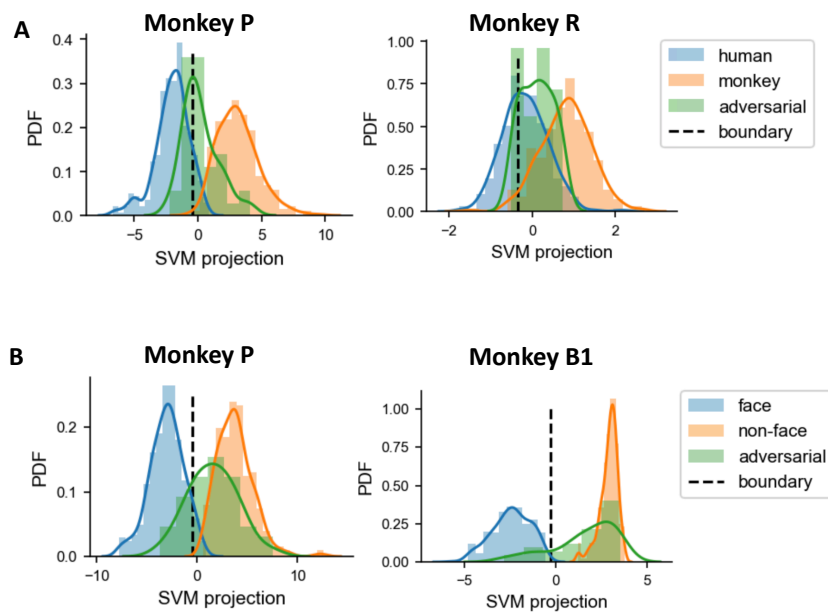 A
Monkey P
Monkey R
0.4
0.3
0.2
0.1
0.0
PDF
−5
0
5
10
SVM projection
1.00
0.75
0.50
0.25
0.00
PDF
−2
0
2
SVM projection
human
monkey
adversarial
boundary
B
Monkey P
Monkey B1
0.2
0.1
0.0
PDF
−10
0
10
SVM projection
1.00
0.75
0.50
0.25
0.00
PDF
−5
0
5
SVM projection
face
non-face
adversarial
boundary